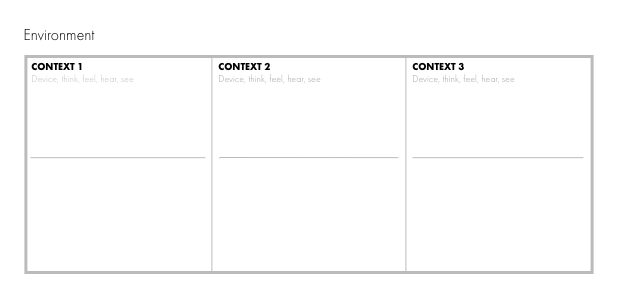 Environment
CONTEXT 1
Device, think, feel, hear, see
CONTEXT 2
Device, think, feel, hear, see
CONTEXT 3
Device, think, feel, hear, see